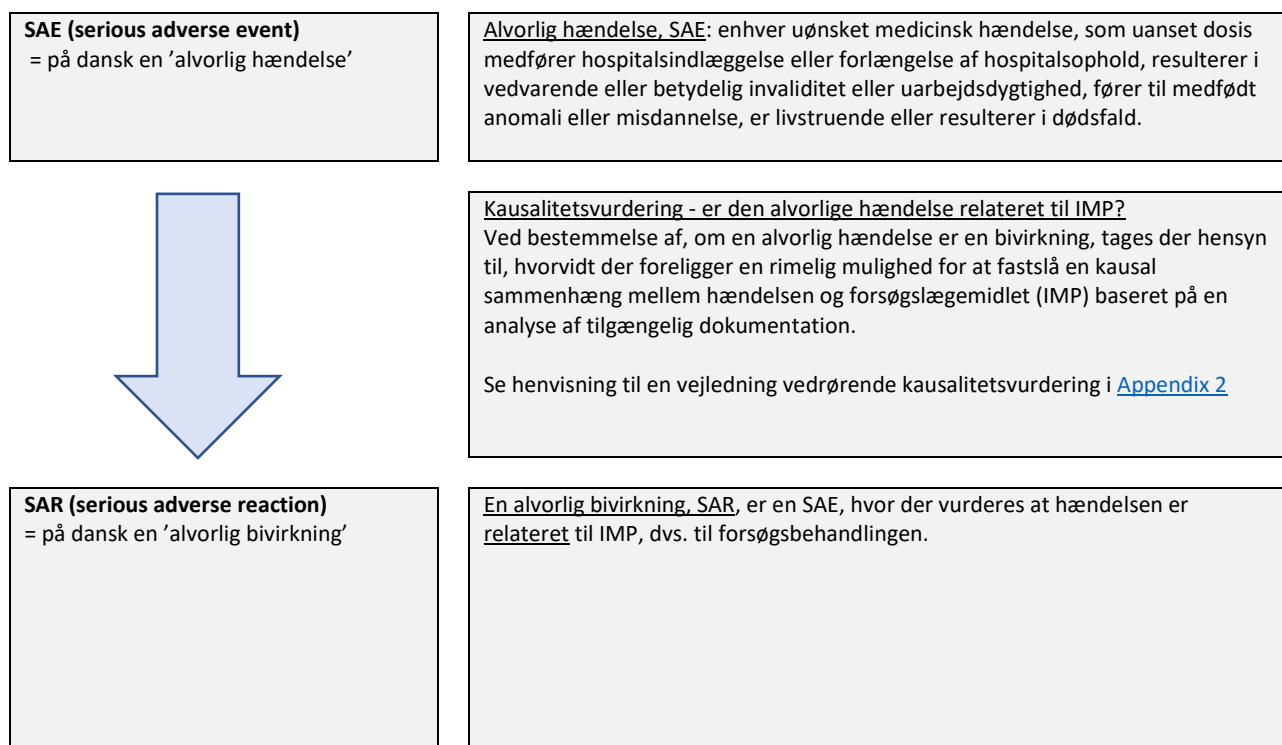 SAE (serious adverse event)
= på dansk en ’alvorlig hændelse’
Alvorlig hændelse, SAE: enhver uønsket medicinsk hændelse, som uanset dosis
medfører hospitalsindlæggelse eller forlængelse af hospitalsophold, resulterer i
vedvarende eller betydelig invaliditet eller uarbejdsdygtighed, fører til medfødt
anomali eller misdannelse, er livstruende eller resulterer i dødsfald.
Kausalitetsvurdering - er den alvorlige hændelse relateret til IMP?
Ved bestemmelse af, om en alvorlig hændelse er en bivirkning, tages der hensyn
til, hvorvidt der foreligger en rimelig mulighed for at fastslå en kausal
sammenhæng mellem hændelsen og forsøgslægemidlet (IMP) baseret på en
analyse af tilgængelig dokumentation.
Se henvisning til en vejledning vedrørende kausalitetsvurdering i Appendix 2
SAR (serious adverse reaction)
= på dansk en ’alvorlig bivirkning’
En alvorlig bivirkning, SAR, er en SAE, hvor der vurderes at hændelsen er
relateret til IMP, dvs. til forsøgsbehandlingen.